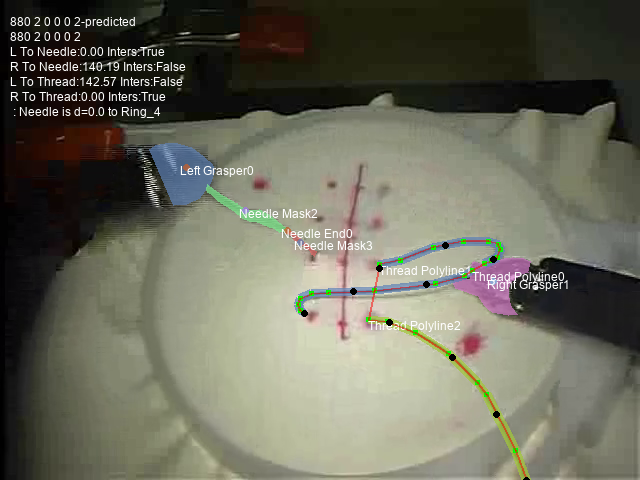 880 2 0 0 0 2-predicted
880 2 0 0 0 2
L To Needle:0.00 Inters:True
R To Needle:140.19 Inters:False
L To Thread:142.57 Inters:False
R To Thread:0.00 Inters:True
: Needle is d=0.0 to Ring_4
Left Grasper0
Needle Mask2
Needle End0
Needle Mask3
Thread Polyline1
Thread Polyline0
Right Grasper1
Thread Polyline2